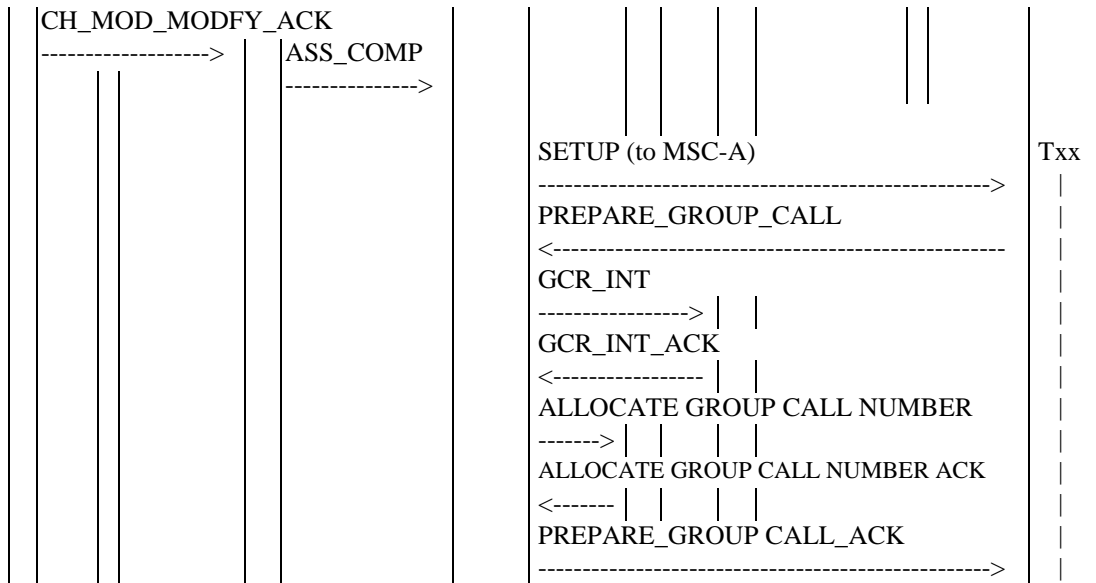 CH_MOD_MODFY_ACK
-------------------> ASS_COMP
--------------->
SETUP (to MSC-A) Txx
---------------------------------------------------> |
PREPARE_GROUP_CALL |
<--------------------------------------------------- |
GCR_INT |
-----------------> |
GCR_INT_ACK |
<----------------- |
ALLOCATE GROUP CALL NUMBER |
-------> |
ALLOCATE GROUP CALL NUMBER ACK |
<------- |
PREPARE_GROUP CALL_ACK |
---------------------------------------------------> |